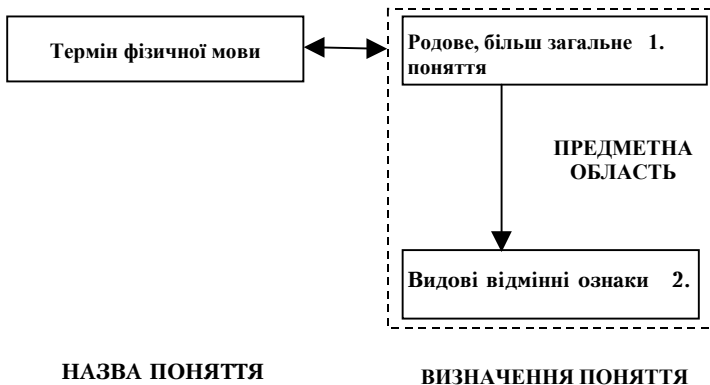 Термін фізичної мови
Родове, більш загальне 1.
поняття
ПРЕДМЕТНА
ОБЛАСТЬ
Видові відмінні ознаки 2.
НАЗВА ПОНЯТТЯ
ВИЗНАЧЕННЯ ПОНЯТТЯ